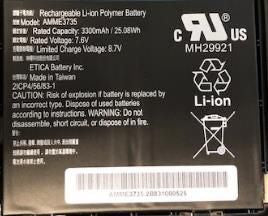 Rechargeable Li-ion Polymer Battery
Model Name: AMME3735
Rated Capacity: 3300mAh / 25.08Wh
Rated Voltage: 7.6V
Limited Charge Voltage: 8.7V
ETICA Battery Inc.
Made in Taiwan
2ICP4/56/83-1
CAUTION: Risk of explosion if battery is replaced
by an incorrect type. Dispose of used batteries
according to instructions. Do not
disassemble, short circuit, or dispose of in fire.
C RU US
MH29921
Li-ion